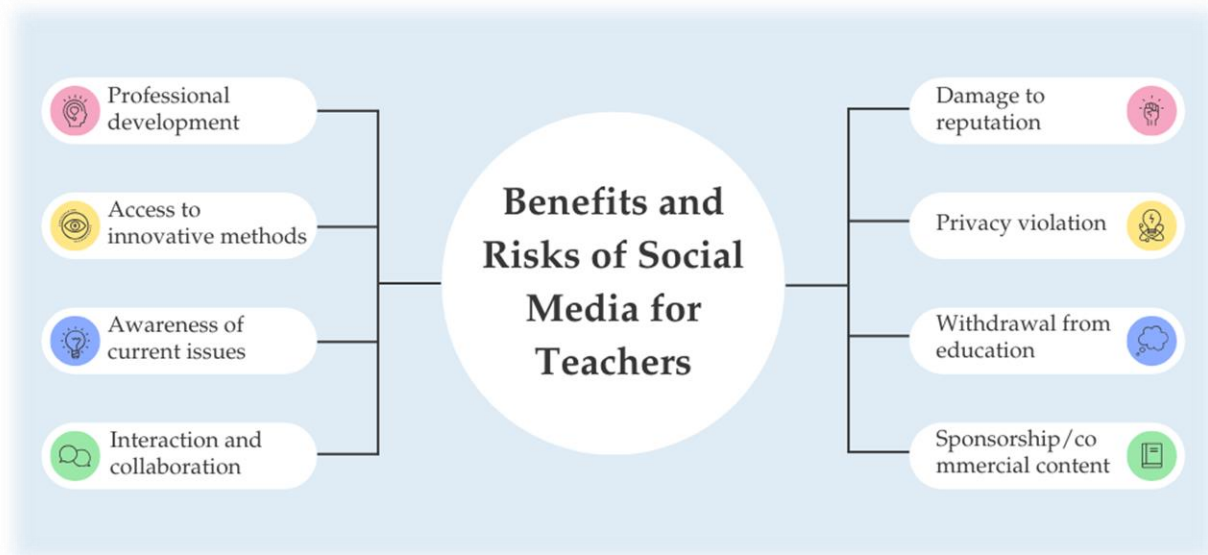 Professional
development
Access to
innovative methods
Awareness of
current issues
Interaction and
collaboration
Benefits and
Risks of Social
Media for
Teachers
Damage to
reputation
Privacy violation
Withdrawal from
education
Sponsorship/co
mmercial content